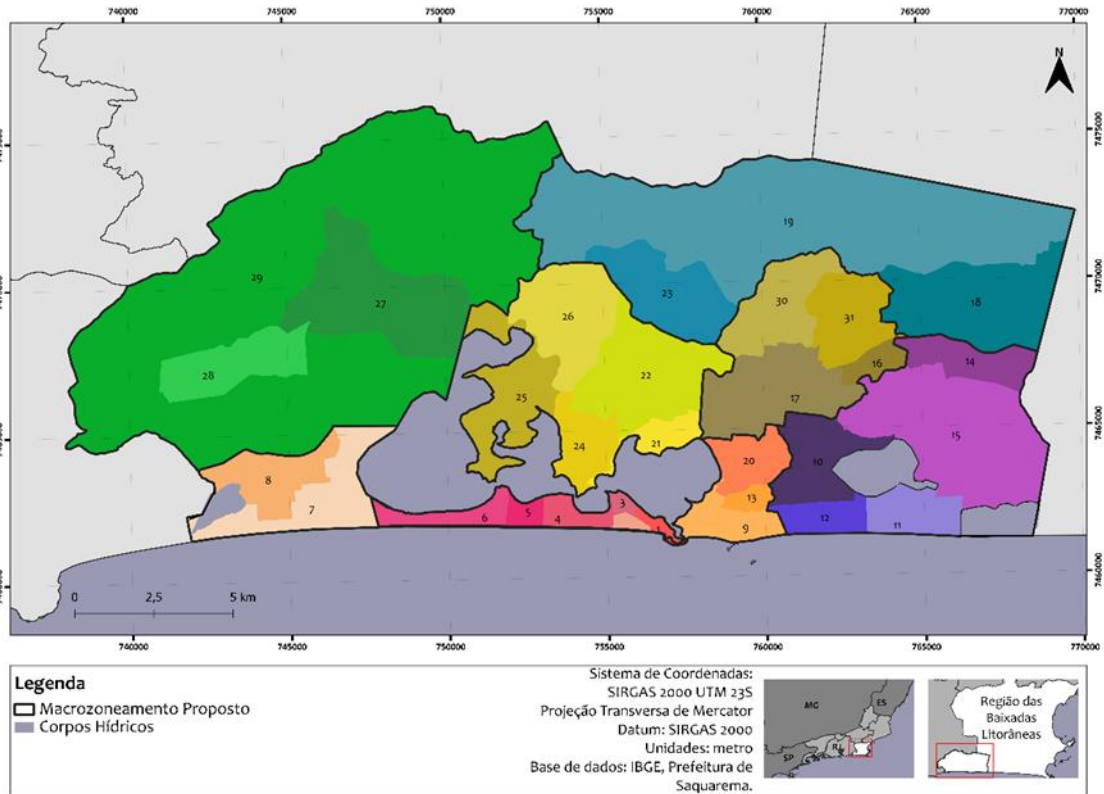 740000 745000 750000 755000 760000 765000 770000
N
7475000 7475000
19
29
23
30
18
7470000 7470000
27
26
31
28
22
16
14
25
17
15
7465000 7465000
24
21
20
10
8
7
6
5
4
3
13
9
12
11
7460000
0 2,5 5 km
740000 745000 750000 755000 760000 765000 770000
Legenda
Macrozoneamento Proposto
Corpos Hídricos
Sistema de Coordenadas:
SIRGAS 2000 UTM 23S
Projeção Transversa de Mercator
Datum: SIRGAS 2000
Unidades: metro
Base de dados: IBGE, Prefeitura de
Saquarema.
MG
ES
RJ
SP
Região das
Baixadas
Litorâneas